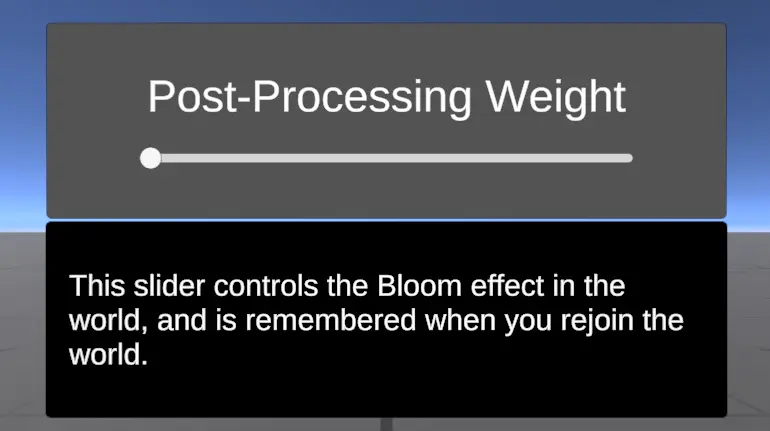 Post-Processing Weight
This slider controls the Bloom effect in the
world, and is remembered when you rejoin the
world.